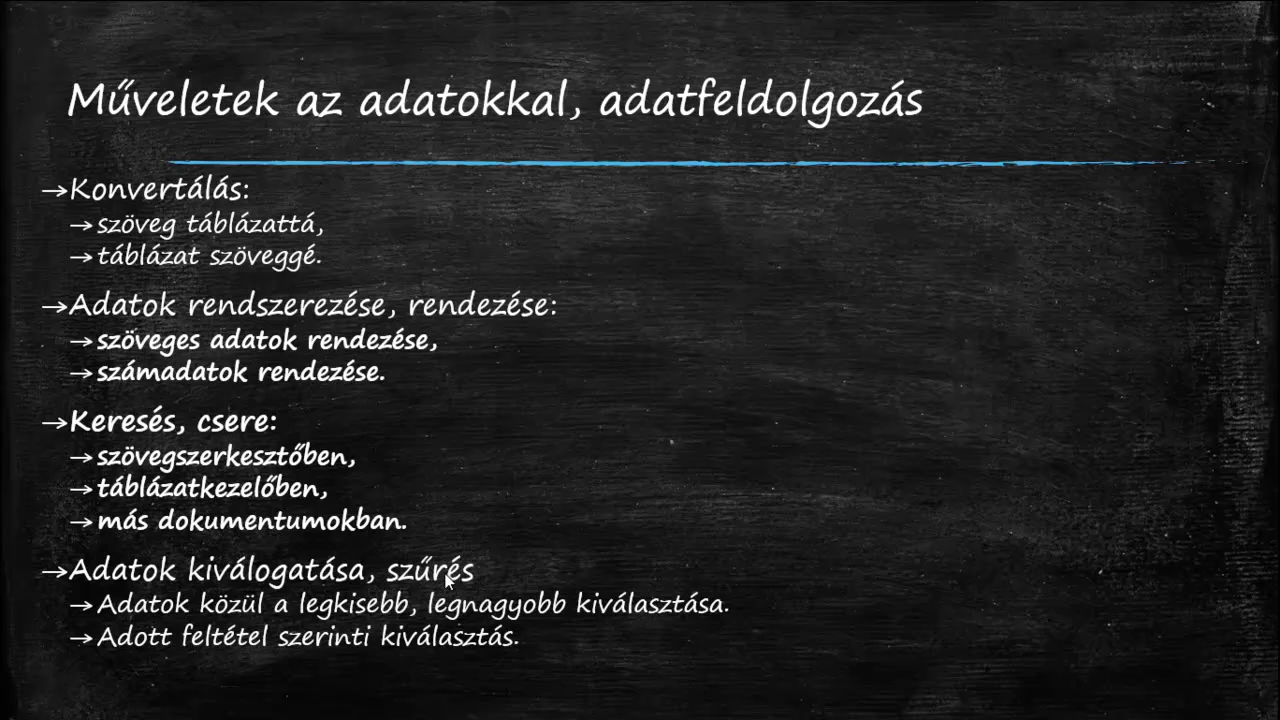 Műveletek az adatokkal, adatfeldolgozás
→Konvertálás:
→szöveg táblázattá,
→táblázat szöveggé.
→Adatok rendszerezése, rendezése:
→szöveges adatok rendezése,
→számadatok rendezése.
→Keresés, csere:
→szövegszerkesztőben,
→táblázatkezelőben,
→más dokumentumokban.
→Adatok kiválogatása, szűrés
→Adatok közül a legkisebb, legnagyobb kiválasztása.
→Adott feltétel szerinti kiválasztás.